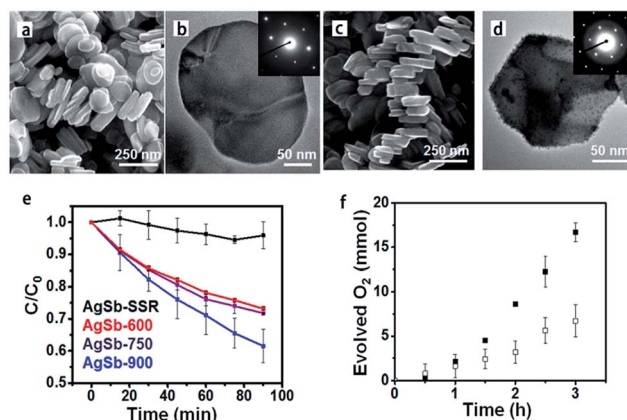 a
250 nm
b
50 nm
c
250 nm
d
50 nm
e
C/C0
1.0
0.9
0.8
0.7
0.6
0.5
AgSb-SSR
AgSb-600
AgSb-750
AgSb-900
0 20 40 60 80 100
Time (min)
f
Evolved O2 (mmol)
20
15
10
5
0
0 1 2 3
Time (h)